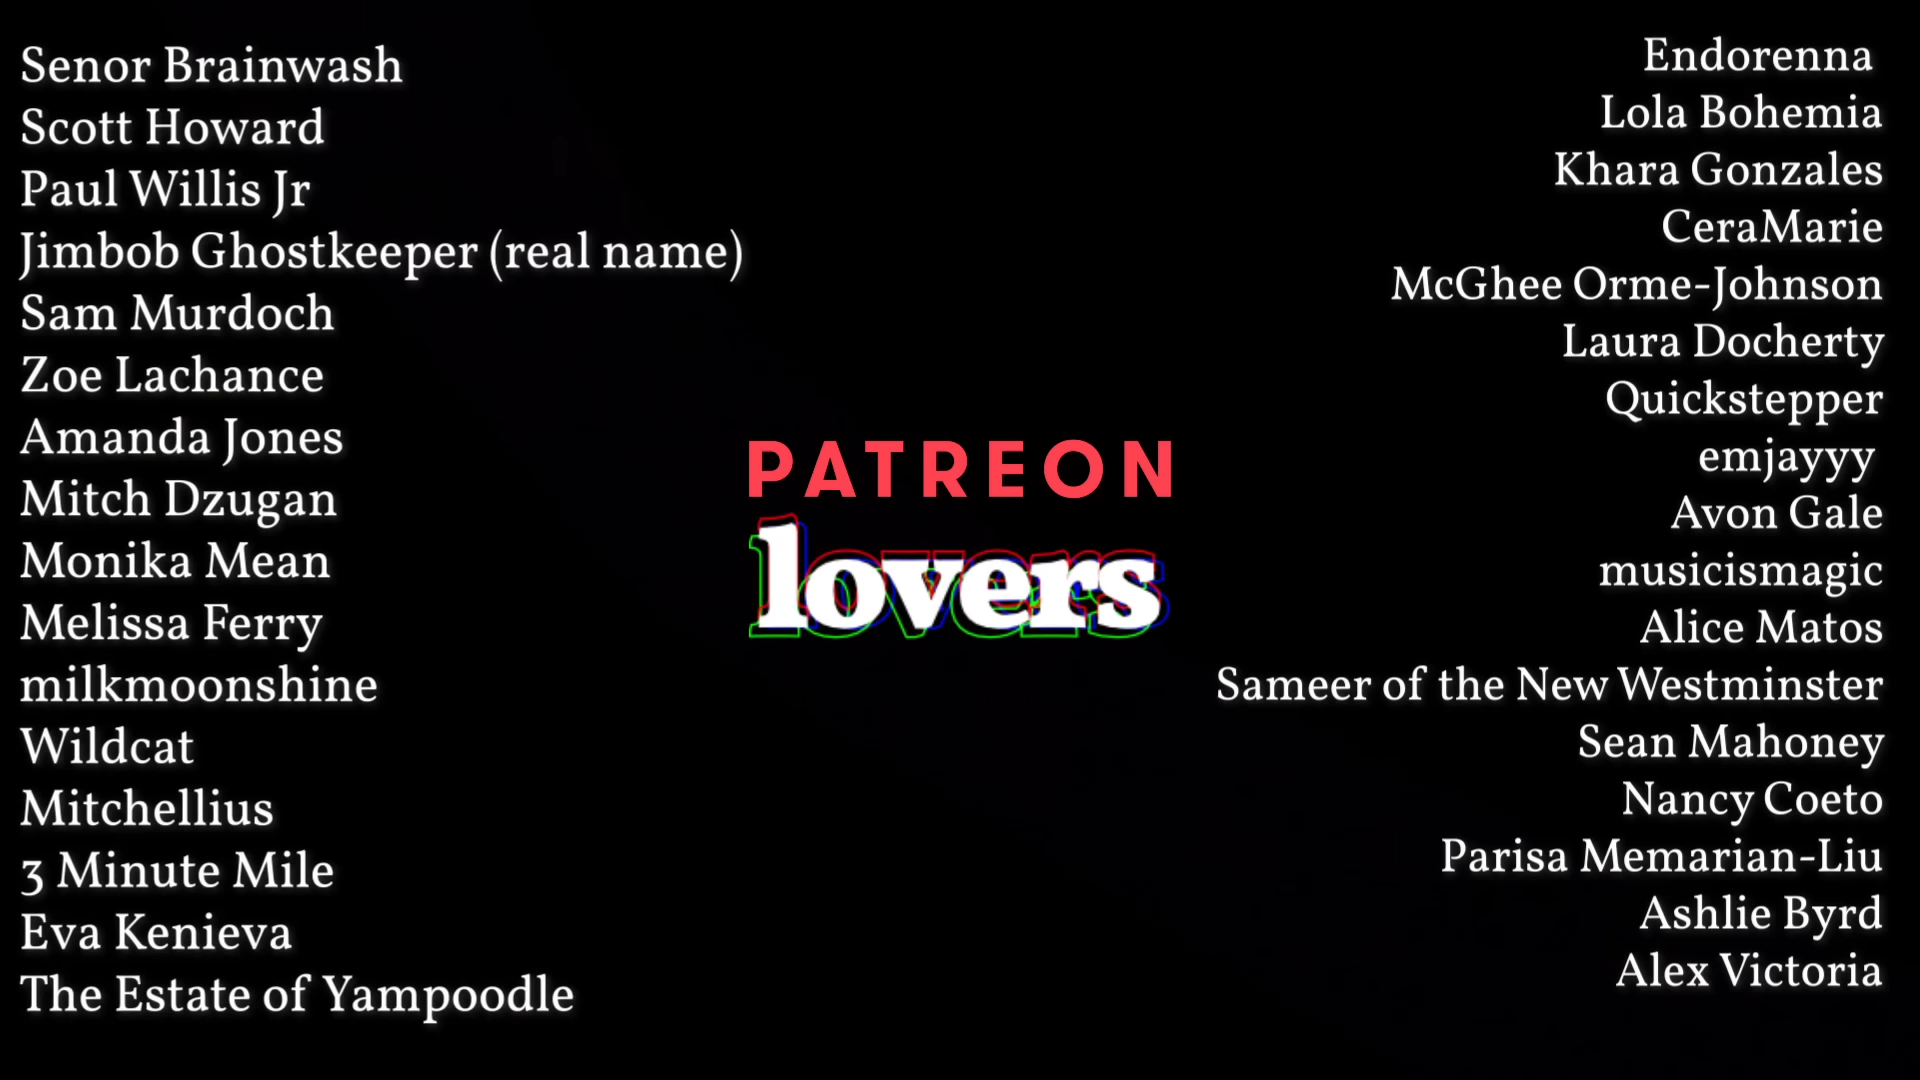 Senor Brainwash
Scott Howard
Paul Willis Jr
Jimbob Ghostkeeper (real name)
Sam Murdoch
Zoe Lachance
Amanda Jones
Mitch Dzugan
Monika Mean
Melissa Ferry
milkmoonshine
Wildcat
Mitchellius
3 Minute Mile
Eva Kenieva
The Estate of Yampoodle
PATREON
lovers
Endorenna
Lola Bohemia
Khara Gonzales
CeraMarie
McGhee Orme-Johnson
Laura Docherty
Quickstepper
emjayyy
Avon Gale
musicismagic
Alice Matos
Sameer of the New Westminster
Sean Mahoney
Nancy Coeto
Parisa Memarian-Liu
Ashlie Byrd
Alex Victoria